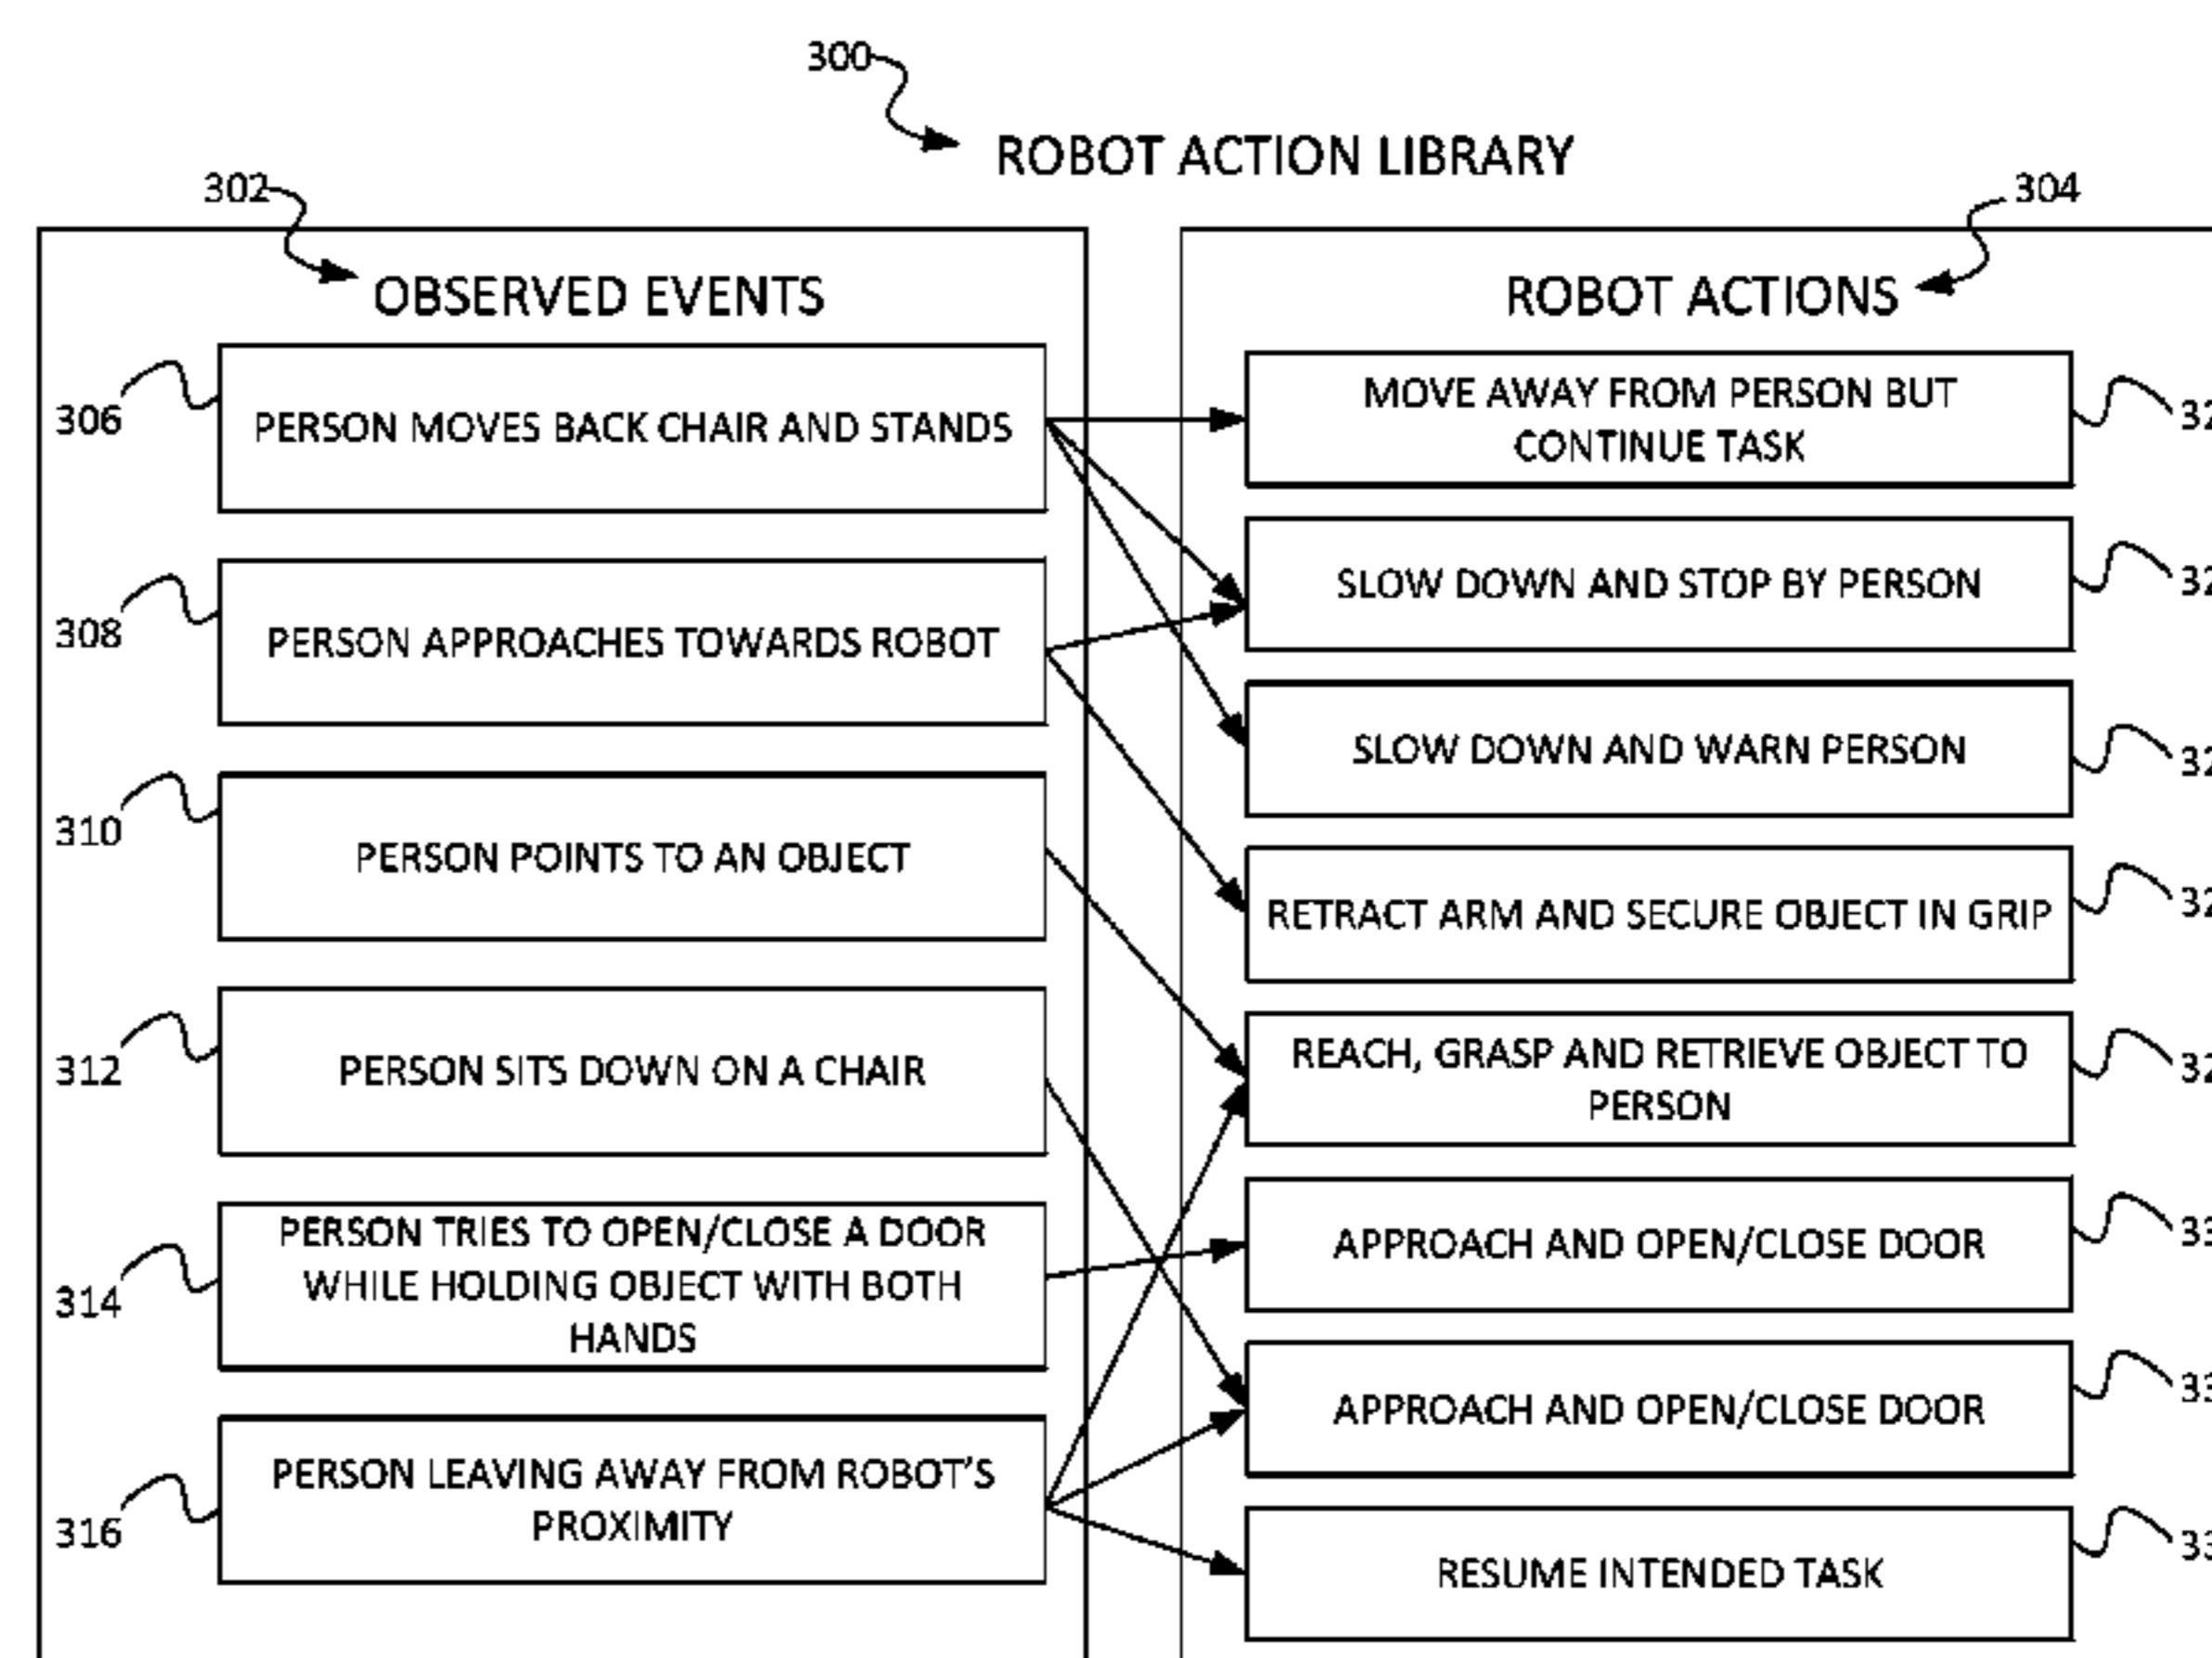 300
ROBOT ACTION LIBRARY
302
304
OBSERVED EVENTS
306
PERSON MOVES BACK CHAIR AND STANDS
308
PERSON APPROACHES TOWARDS ROBOT
310
PERSON POINTS TO AN OBJECT
312
PERSON SITS DOWN ON A CHAIR
314
PERSON TRIES TO OPEN/CLOSE A DOOR
WHILE HOLDING OBJECT WITH BOTH
HANDS
316
PERSON LEAVING AWAY FROM ROBOT'S
PROXIMITY
ROBOT ACTIONS
MOVE AWAY FROM PERSON BUT
CONTINUE TASK
SLOW DOWN AND STOP BY PERSON
SLOW DOWN AND WARN PERSON
RETRACT ARM AND SECURE OBJECT IN GRIP
REACH, GRASP AND RETRIEVE OBJECT TO
PERSON
APPROACH AND OPEN/CLOSE DOOR
APPROACH AND OPEN/CLOSE DOOR
RESUME INTENDED TASK